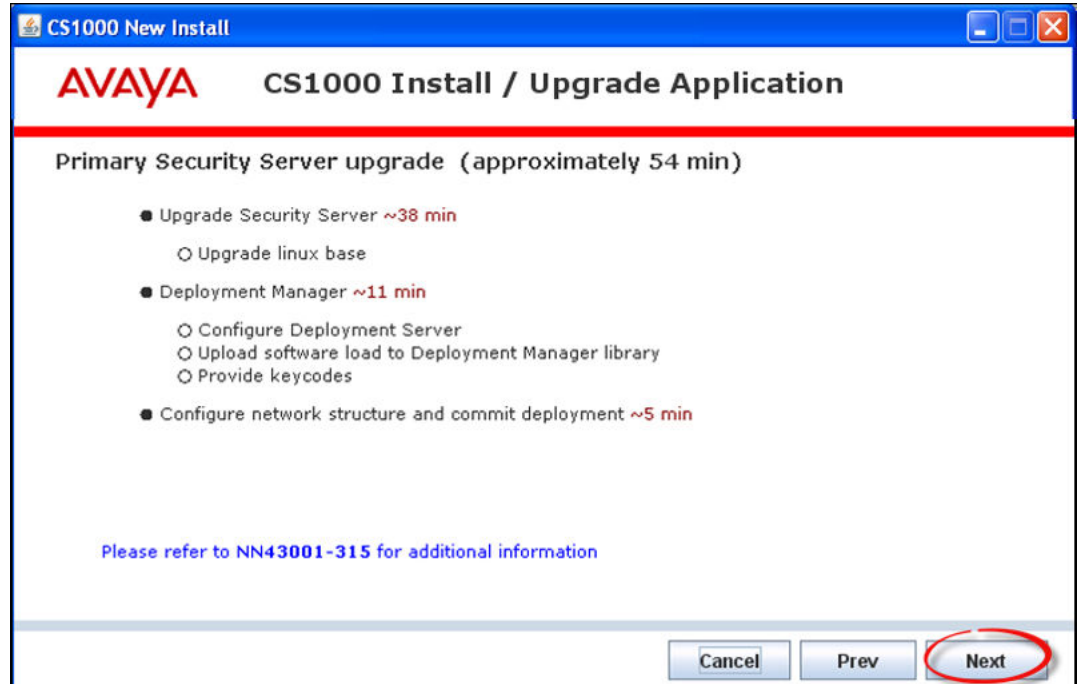 CS1000 New Install
AVAYA CS1000 Install / Upgrade Application
Primary Security Server upgrade (approximately 54 min)
Upgrade Security Server ~38 min
Upgrade linux base
Deployment Manager ~11 min
Configure Deployment Server
Upload software load to Deployment Manager library
Provide keycodes
Configure network structure and commit deployment ~5 min
Please refer to NN43001-315 for additional information
Cancel Prev Next